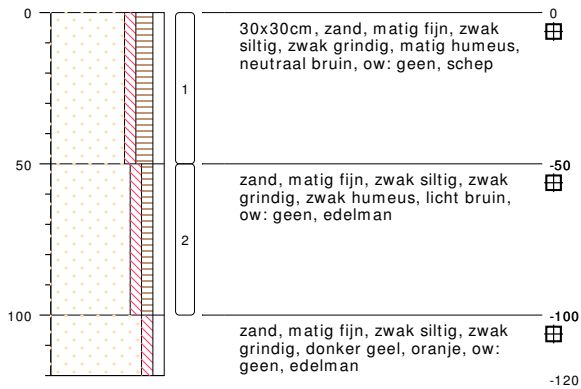 0
0
30x30cm, zand, matig fijn, zwak
siltig, zwak grindig, matig humeus,
neutraal bruin, ow: geen, schep
1
50
-50
zand, matig fijn, zwak siltig, zwak
grindig, zwak humeus, licht bruin,
ow: geen, edelman
2
100
-100
zand, matig fijn, zwak siltig, zwak
grindig, donker geel, oranje, ow:
geen, edelman
-120